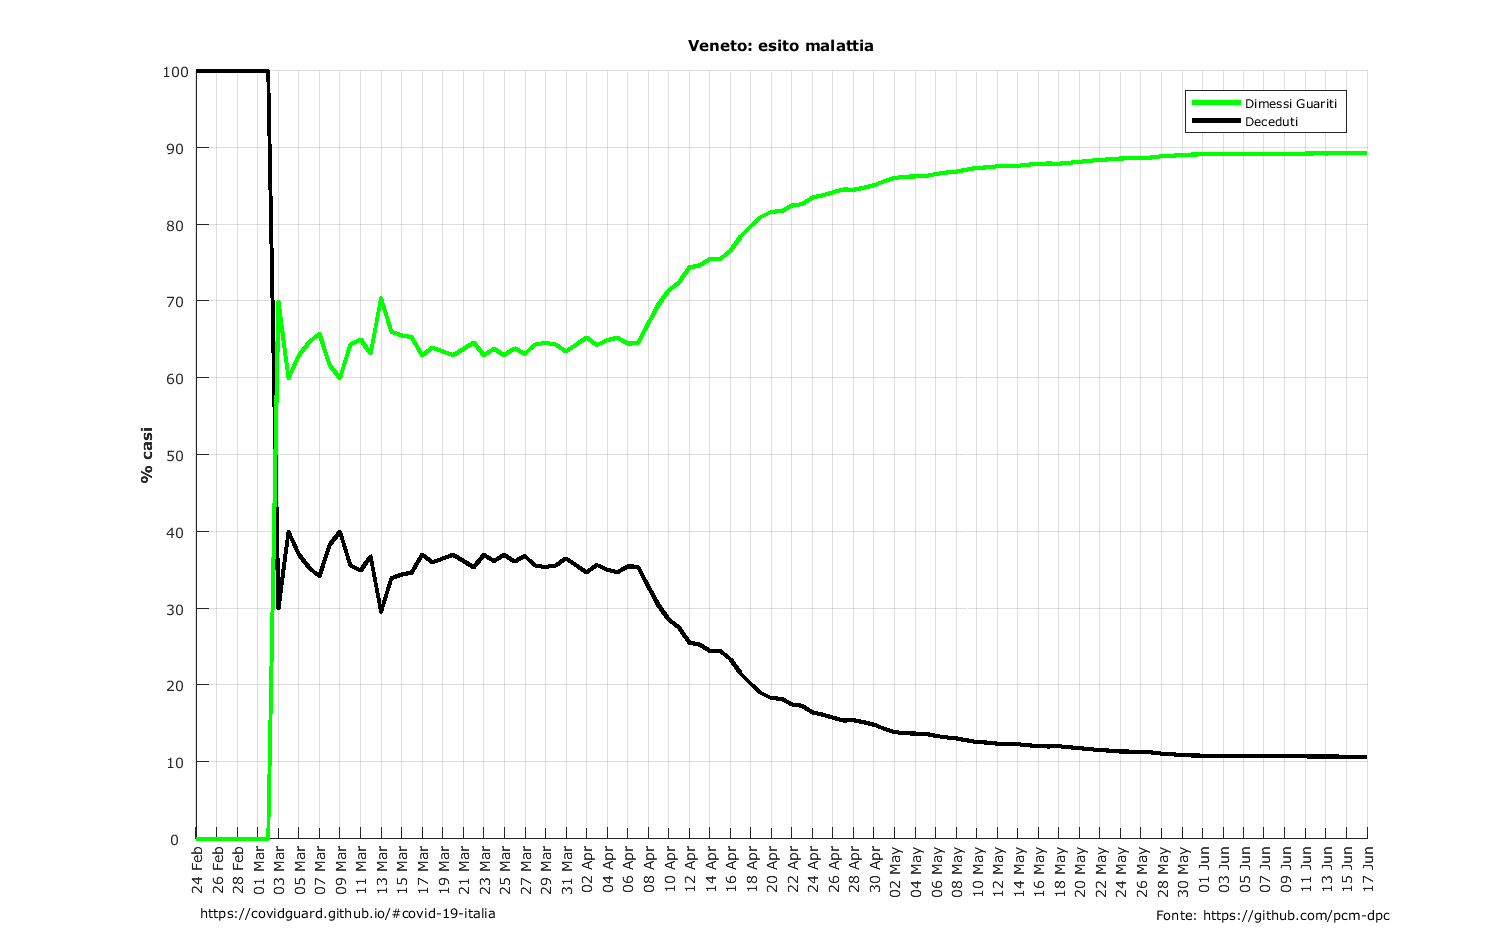 Veneto: esito malattia
Dimessi Guariti
Deceduti
% casi
100
90
80
70
60
50
40
30
20
10
0
24 Feb
26 Feb
28 Feb
01 Mar
03 Mar
05 Mar
07 Mar
09 Mar
11 Mar
13 Mar
15 Mar
17 Mar
19 Mar
21 Mar
23 Mar
25 Mar
27 Mar
29 Mar
31 Mar
02 Apr
04 Apr
06 Apr
08 Apr
10 Apr
12 Apr
14 Apr
16 Apr
18 Apr
20 Apr
22 Apr
24 Apr
26 Apr
28 Apr
30 Apr
02 May
04 May
06 May
08 May
10 May
12 May
14 May
16 May
18 May
20 May
22 May
24 May
26 May
28 May
30 May
01 Jun
03 Jun
05 Jun
07 Jun
09 Jun
11 Jun
13 Jun
15 Jun
17 Jun
https://covidguard.github.io/#covid-19-italia
Fonte: https://github.com/pcm-dpc